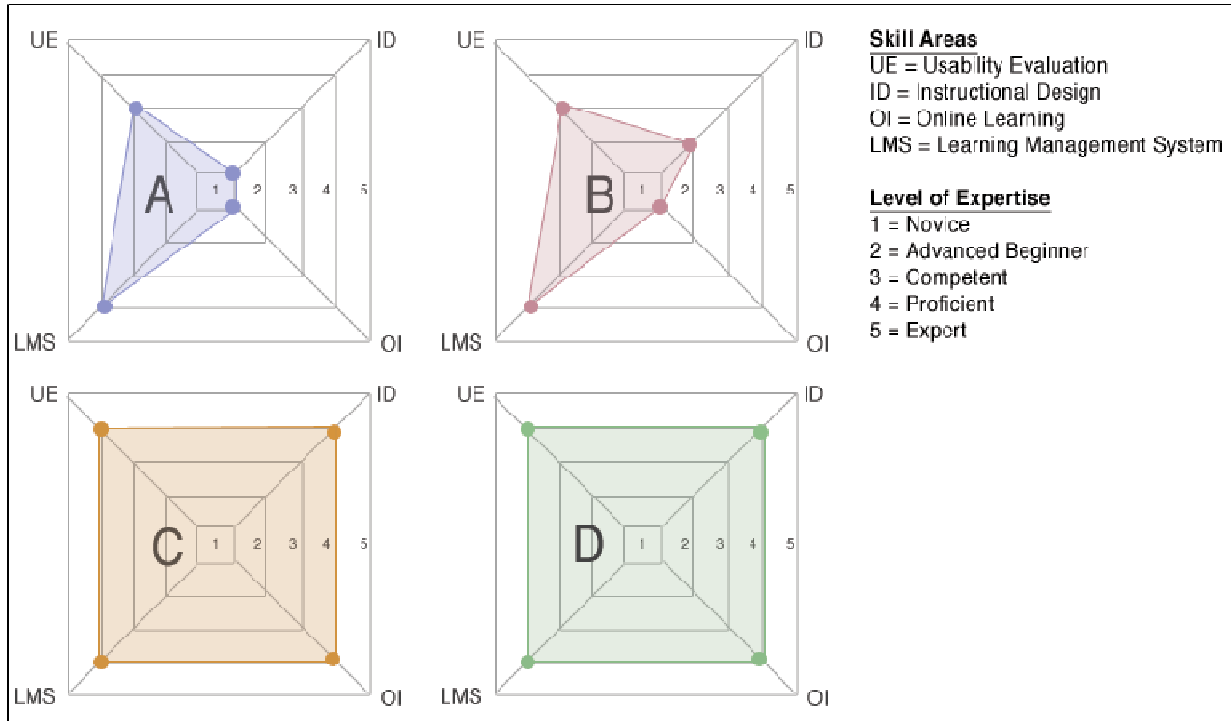 UE ID
A 1 2 3 4 5
LMS OI
UE ID
B 1 2 3 4 5
LMS OI
Skill Areas
UE = Usability Evaluation
ID = Instructional Design
OI = Online Learning
LMS = Learning Management System
Level of Expertise
1 = Novice
2 = Advanced Beginner
3 = Competent
4 = Proficient
5 = Expert
UE ID
C 1 2 3 4 5
LMS OI
UE ID
D 1 2 3 4 5
LMS OI